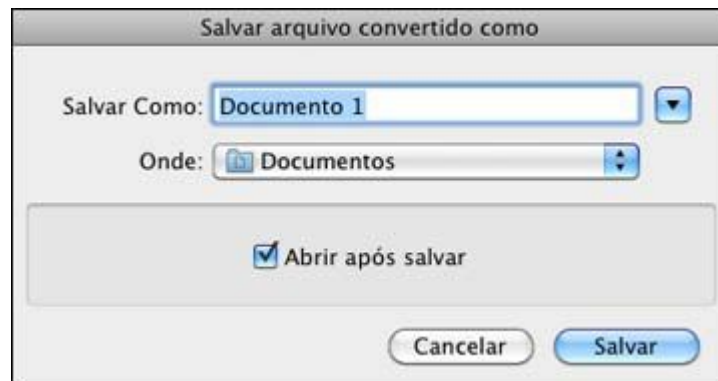 Salvar arquivo convertido como
Salvar Como: Documento 1
Onde: Documentos
Abrir após salvar
Cancelar Salvar